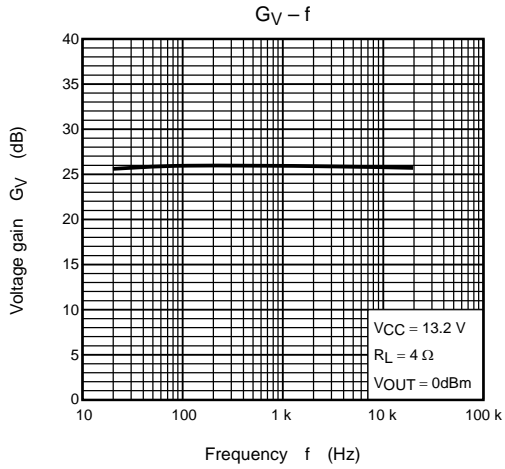 GV – f
40
35
30
25
20
15
10
5
0
Voltage gain GV (dB)
VCC = 13.2 V
RL = 4 Ω
VOUT = 0dBm
10 100 1 k 10 k 100 k
Frequency f (Hz)